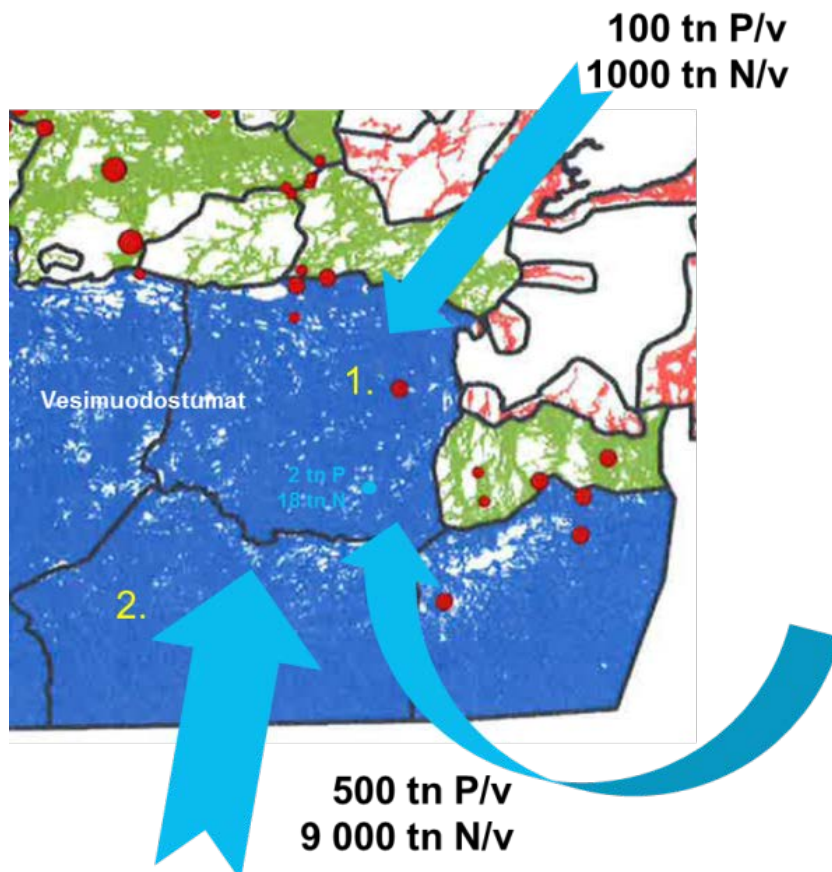 100 tn P/v
1000 tn N/v
1.
Vesimuodostumat
2 tn P
18 tn N
2.
500 tn P/v
9 000 tn N/v